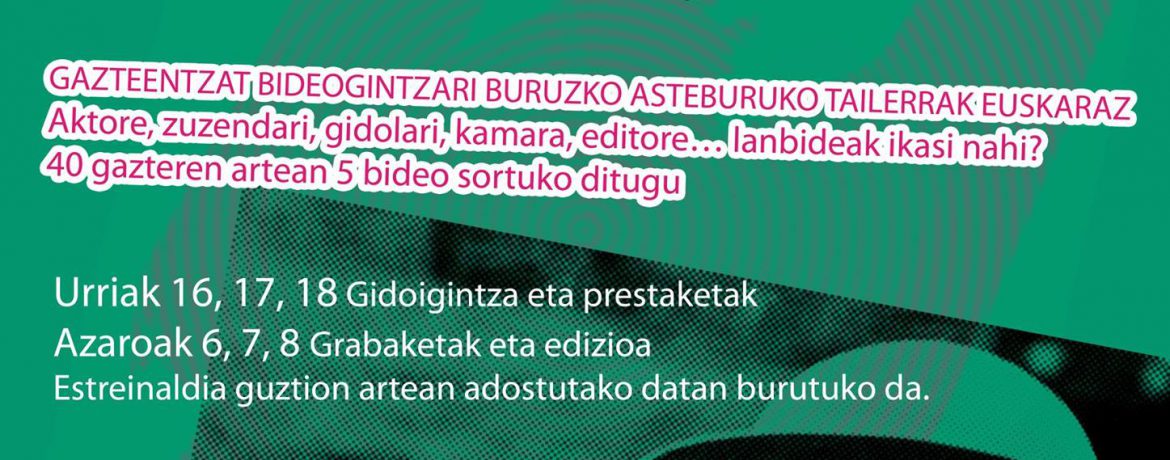 GAZTEENTZAT BIDEOGINTZARI BURUZKO ASTEBURUKO TAILERRAK EUSKARAZ
Aktore, zuzendari, gidolari, kamara, editore... lanbideak ikasi nahi?
40 gazteren artean 5 bideo sortuko ditugu
Urriak 16, 17, 18 Gidoigintza eta prestaketak
Azaroak 6, 7, 8 Grabaketak eta edizioa
Estreinaldia guztion artean adostutako datan burutuko da.